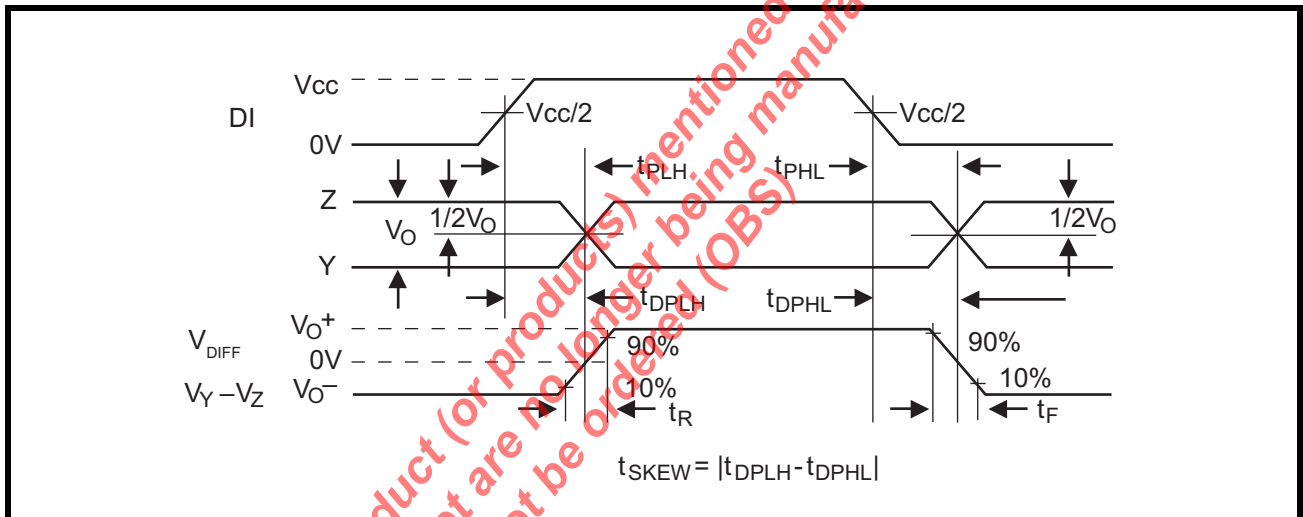 Vcc
DI
Vcc/2
Vcc/2
0V
tPLH
tPHL
Z
VO
1/2VO
1/2VO
Y
tDPLH
tDPHL
VDIFF
VO+
0V
90%
90%
VY – VZ
VO–
10%
10%
tR
tF
tSKEW = |tDPLH - tDPHL|
duct (or products) mentioned
t are no longer being manufa
ot be ordered (OBS)